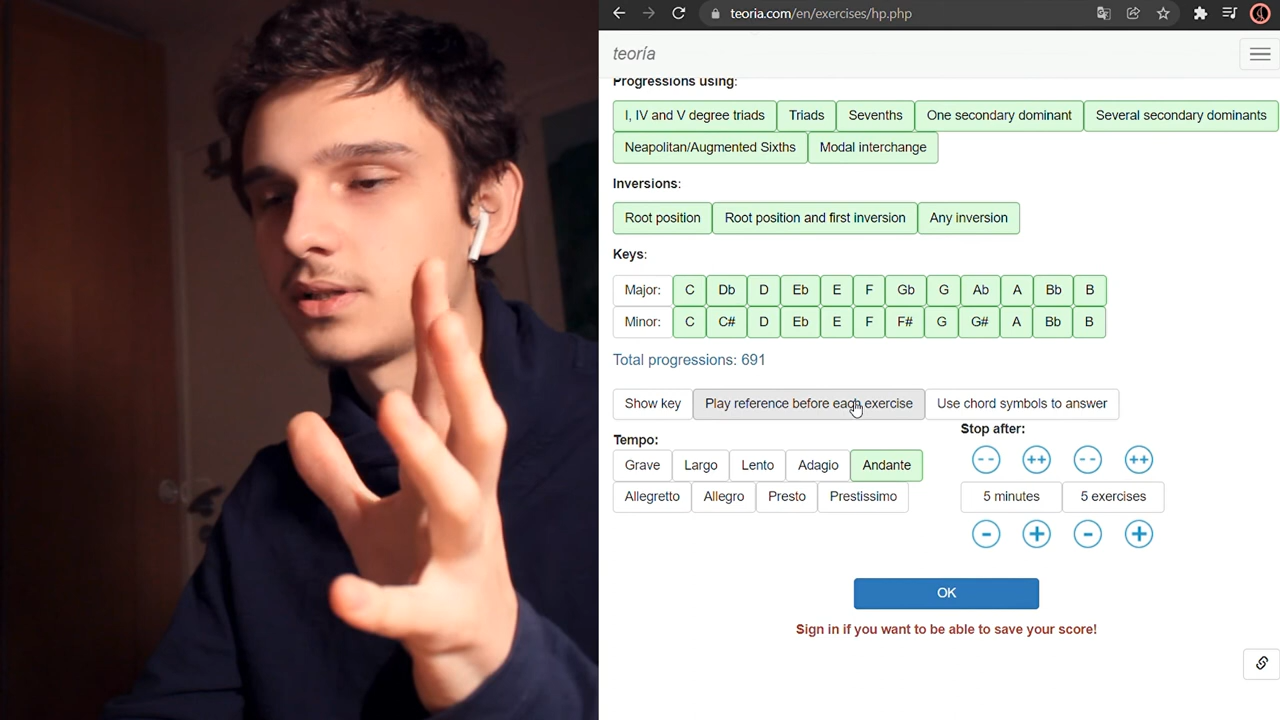 teoria.com/en/exercises/hp.php
teoría
Progressions using:
I, IV and V degree triads Triads Sevenths One secondary dominant Several secondary dominants
Neapolitan/Augmented Sixths Modal interchange
Inversions:
Root position Root position and first inversion Any inversion
Keys:
Major: C Db D Eb E F Gb G Ab A Bb B
Minor: C C# D Eb E F F# G G# A Bb B
Total progressions: 691
Show key Play reference before each exercise Use chord symbols to answer
Tempo: Stop after:
Grave Largo Lento Adagio Andante
Allegretto Allegro Presto Prestissimo 5 minutes 5 exercises
OK
Sign in if you want to be able to save your score!